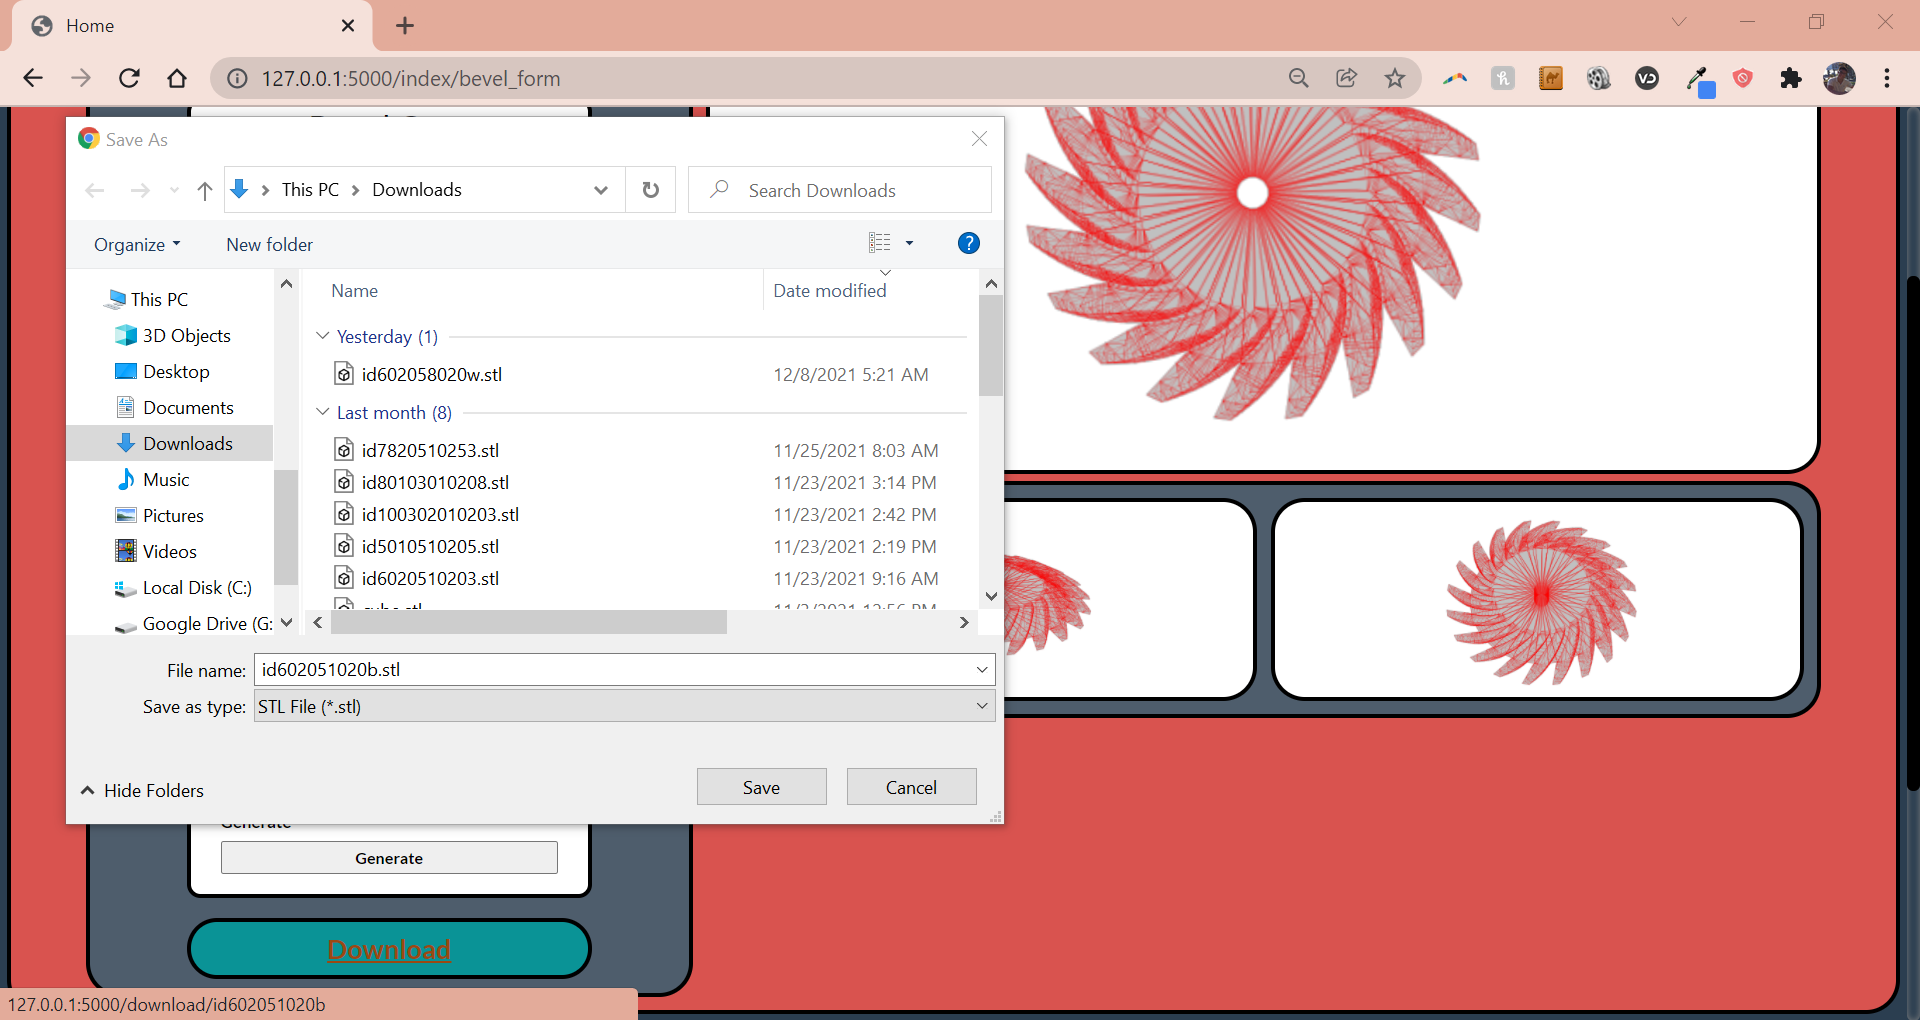 Home
127.0.0.1:5000/index/bevel_form
Save As
This PC
Downloads
Search Downloads
Organize
New folder
Name
Date modified
This PC
3D Objects
Desktop
Documents
Downloads
Music
Pictures
Videos
Local Disk (C:)
Google Drive (G:
Yesterday (1)
id602058020w.stl 12/8/2021 5:21 AM
Last month (8)
id7820510253.stl 11/25/2021 8:03 AM
id80103010208.stl 11/23/2021 3:14 PM
id100302010203.stl 11/23/2021 2:42 PM
id5010510205.stl 11/23/2021 2:19 PM
id6020510203.stl 11/23/2021 9:16 AM
File name: id602051020b.stl
Save as type: STL File (*.stl)
Hide Folders
Save
Cancel
Generate
Generate
Download
127.0.0.1:5000/download/id602051020b